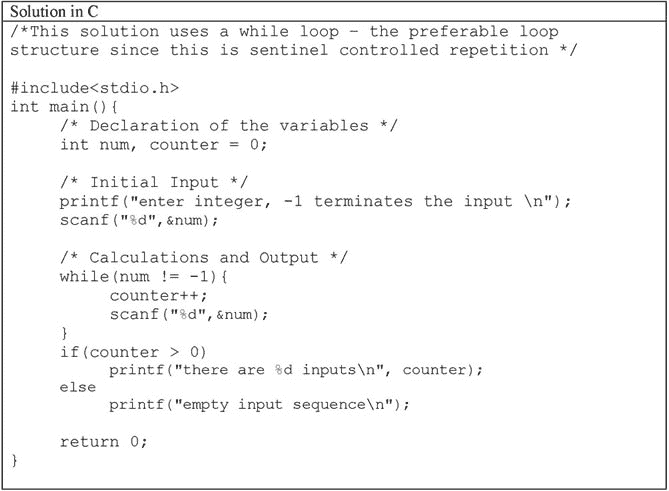 Solution in C
/*This solution uses a while loop – the preferable loop
structure since this is sentinel controlled repetition */
#include<stdio.h>
int main(){
/* Declaration of the variables */
int num, counter = 0;
/* Initial Input */
printf("enter integer, -1 terminates the input \n");
scanf("%d",&num);
/* Calculations and Output */
while(num != -1){
counter++;
scanf("%d",&num);
}
if(counter > 0)
printf("there are %d inputs\n", counter);
else
printf("empty input sequence\n");
return 0;
}